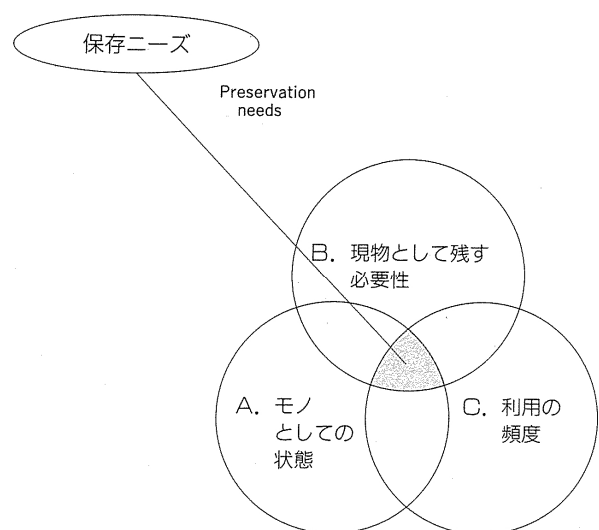 保存ニーズ
Preservation
needs
B. 現物として残す
必要性
A. モノ
としての
状態
C. 利用の
頻度